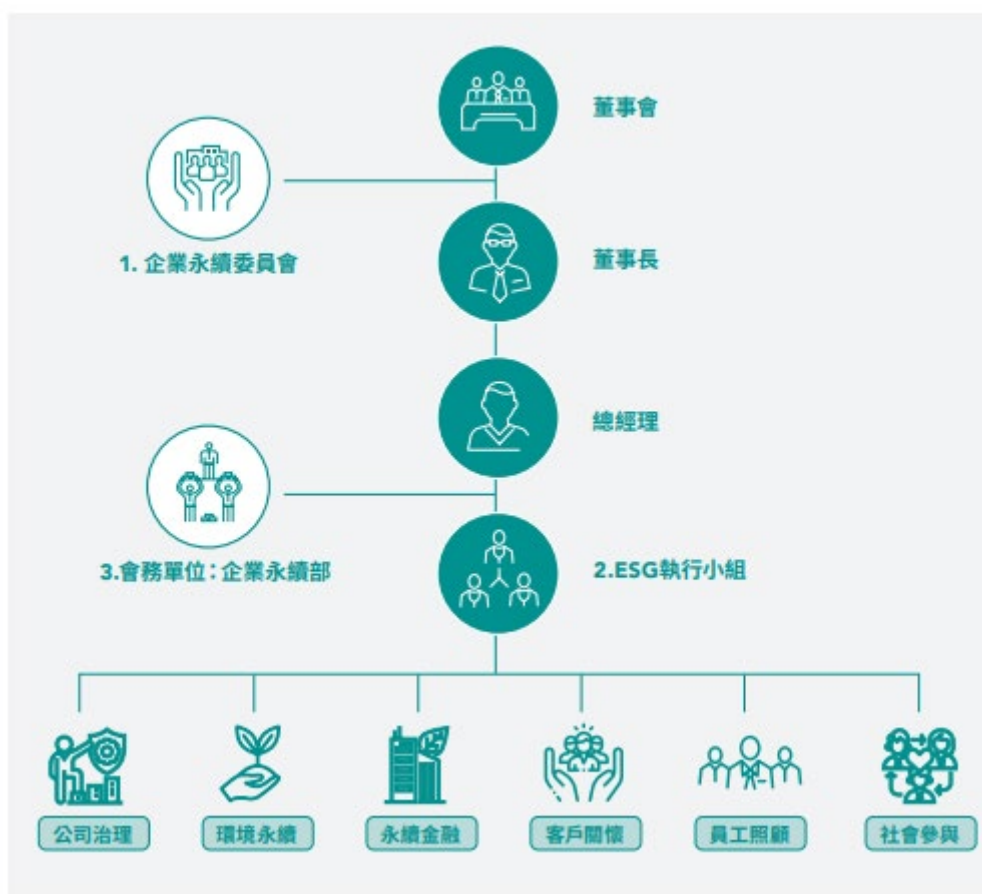 董事會
1. 企業永續委員會
董事長
總經理
3.會務單位：企業永續部
2.ESG執行小組
公司治理
環境永續
永續金融
客戶關懷
員工照顧
社會參與